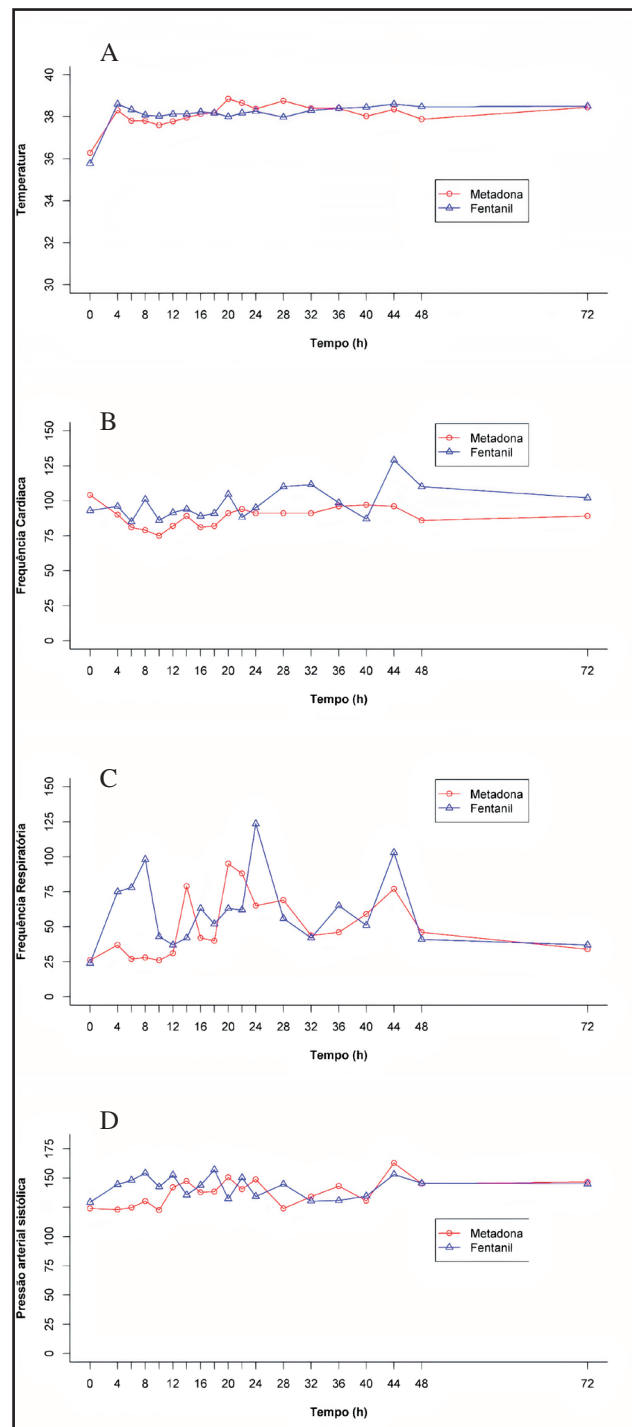 A
Temperatura
40
38
36
34
32
30
Metadona
Fentanil
0 4 8 12 16 20 24 28 32 36 40 44 48 72
Tempo (h)
B
Frequência Cardíaca
150
125
100
75
50
25
0
Metadona
Fentanil
0 4 8 12 16 20 24 28 32 36 40 44 48 72
Tempo (h)
C
Frequência Respiratória
150
125
100
75
50
25
0
Metadona
Fentanil
0 4 8 12 16 20 24 28 32 36 40 44 48 72
Tempo (h)
D
Pressão arterial sistólica
175
150
100
75
50
25
0
Metadona
Fentanil
0 4 8 12 16 20 24 28 32 36 40 44 48 72
Tempo (h)